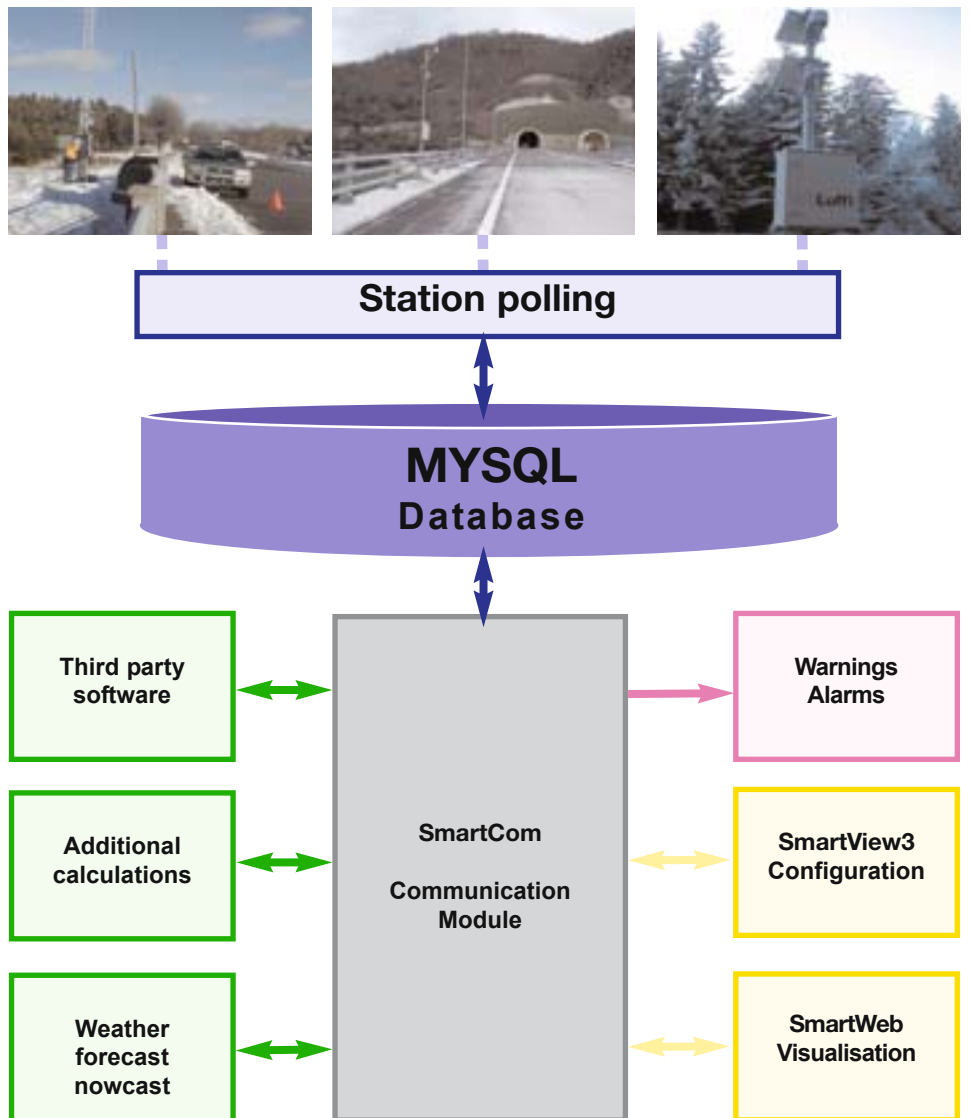 Lufft
Station polling
MYSQL
Database
Third party
software
Warnings
Alarms
SmartCom
Communication
Module
Additional
calculations
SmartView3
Configuration
Weather
forecast
nowcast
SmartWeb
Visualisation